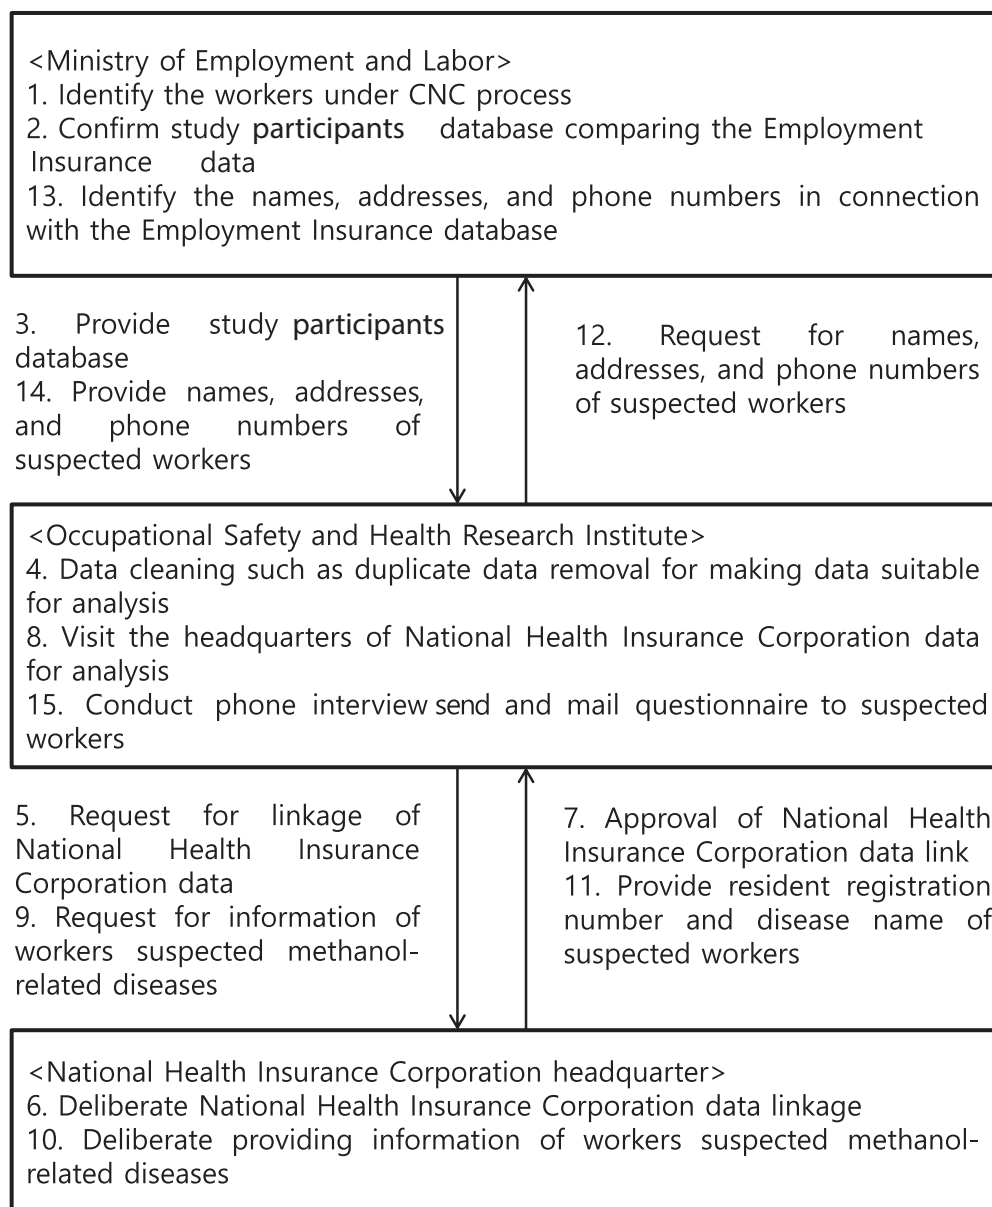 <Ministry of Employment and Labor>
1. Identify the workers under CNC process
2. Confirm study participants database comparing the Employment
Insurance data
13. Identify the names, addresses, and phone numbers in connection
with the Employment Insurance database
3. Provide study participants
database
14. Provide names, addresses,
and phone numbers of
suspected workers
12. Request for names,
addresses, and phone numbers
of suspected workers
<Occupational Safety and Health Research Institute>
4. Data cleaning such as duplicate data removal for making data suitable
for analysis
8. Visit the headquarters of National Health Insurance Corporation data
for analysis
15. Conduct phone interview send and mail questionnaire to suspected
workers
5. Request for linkage of
National Health Insurance
Corporation data
9. Request for information of
workers suspected methanol-
related diseases
7. Approval of National Health
Insurance Corporation data link
11. Provide resident registration
number and disease name of
suspected workers
<National Health Insurance Corporation headquarter>
6. Deliberate National Health Insurance Corporation data linkage
10. Deliberate providing information of workers suspected methanol-
related diseases